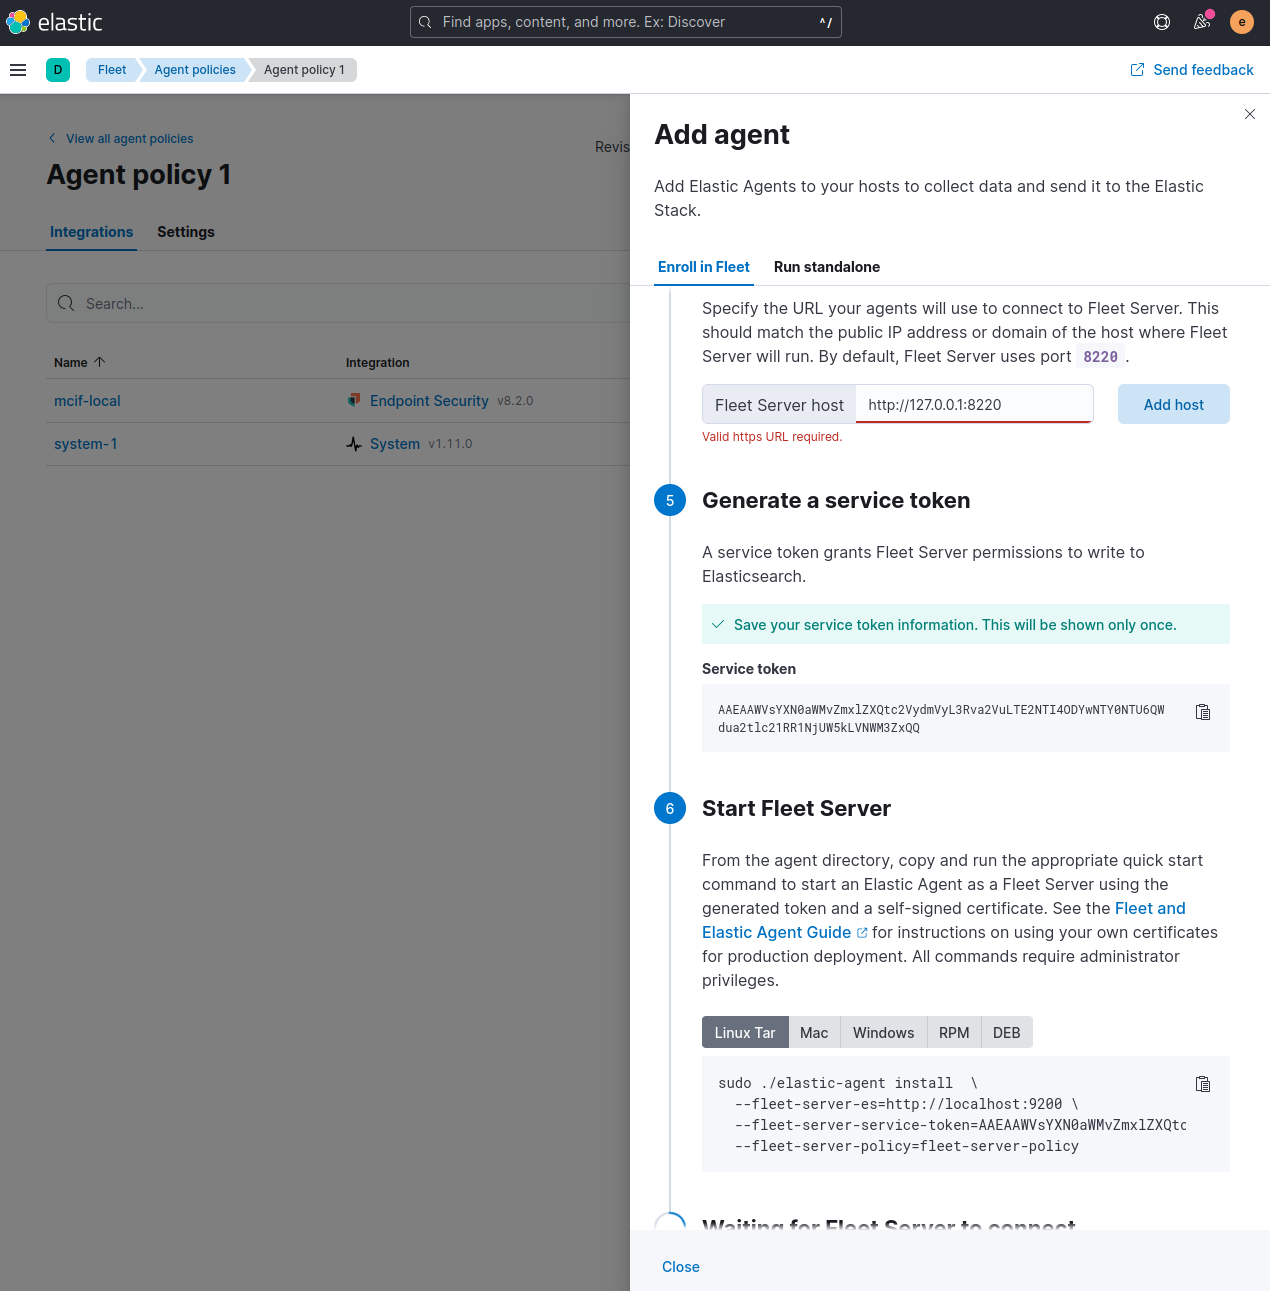 elastic
Find apps, content, and more. Ex: Discover
^/
e
D
Fleet
Agent policies
Agent policy 1
Send feedback
View all agent policies
Agent policy 1
Revis
Integrations
Settings
Search...
Name
Integration
mcif-local
Endpoint Security v8.2.0
system-1
System v1.11.0
Add agent
Add Elastic Agents to your hosts to collect data and send it to the Elastic
Stack.
Enroll in Fleet
Run standalone
Specify the URL your agents will use to connect to Fleet Server. This
should match the public IP address or domain of the host where Fleet
Server will run. By default, Fleet Server uses port 8220 .
Fleet Server host
http://127.0.0.1:8220
Add host
Valid https URL required.
5
Generate a service token
A service token grants Fleet Server permissions to write to
Elasticsearch.
Save your service token information. This will be shown only once.
Service token
AAEAAWVsYXN0aWMvZmxlZXQtc2VydmVyL3Rva2VuLTE2NTI4ODYwNTY0NTU6QW
dua2tlc21RR1NjUW5kLVNWM3ZxQQ
6
Start Fleet Server
From the agent directory, copy and run the appropriate quick start
command to start an Elastic Agent as a Fleet Server using the
generated token and a self-signed certificate. See the Fleet and
Elastic Agent Guide for instructions on using your own certificates
for production deployment. All commands require administrator
privileges.
Linux Tar
Mac
Windows
RPM
DEB
sudo ./elastic-agent install  \
--fleet-server-es=http://localhost:9200 \
--fleet-server-service-token=AAEAAWVsYXN0aWMvZmxlZXQtc
--fleet-server-policy=fleet-server-policy
Waiting for Fleet Server to connect
Close